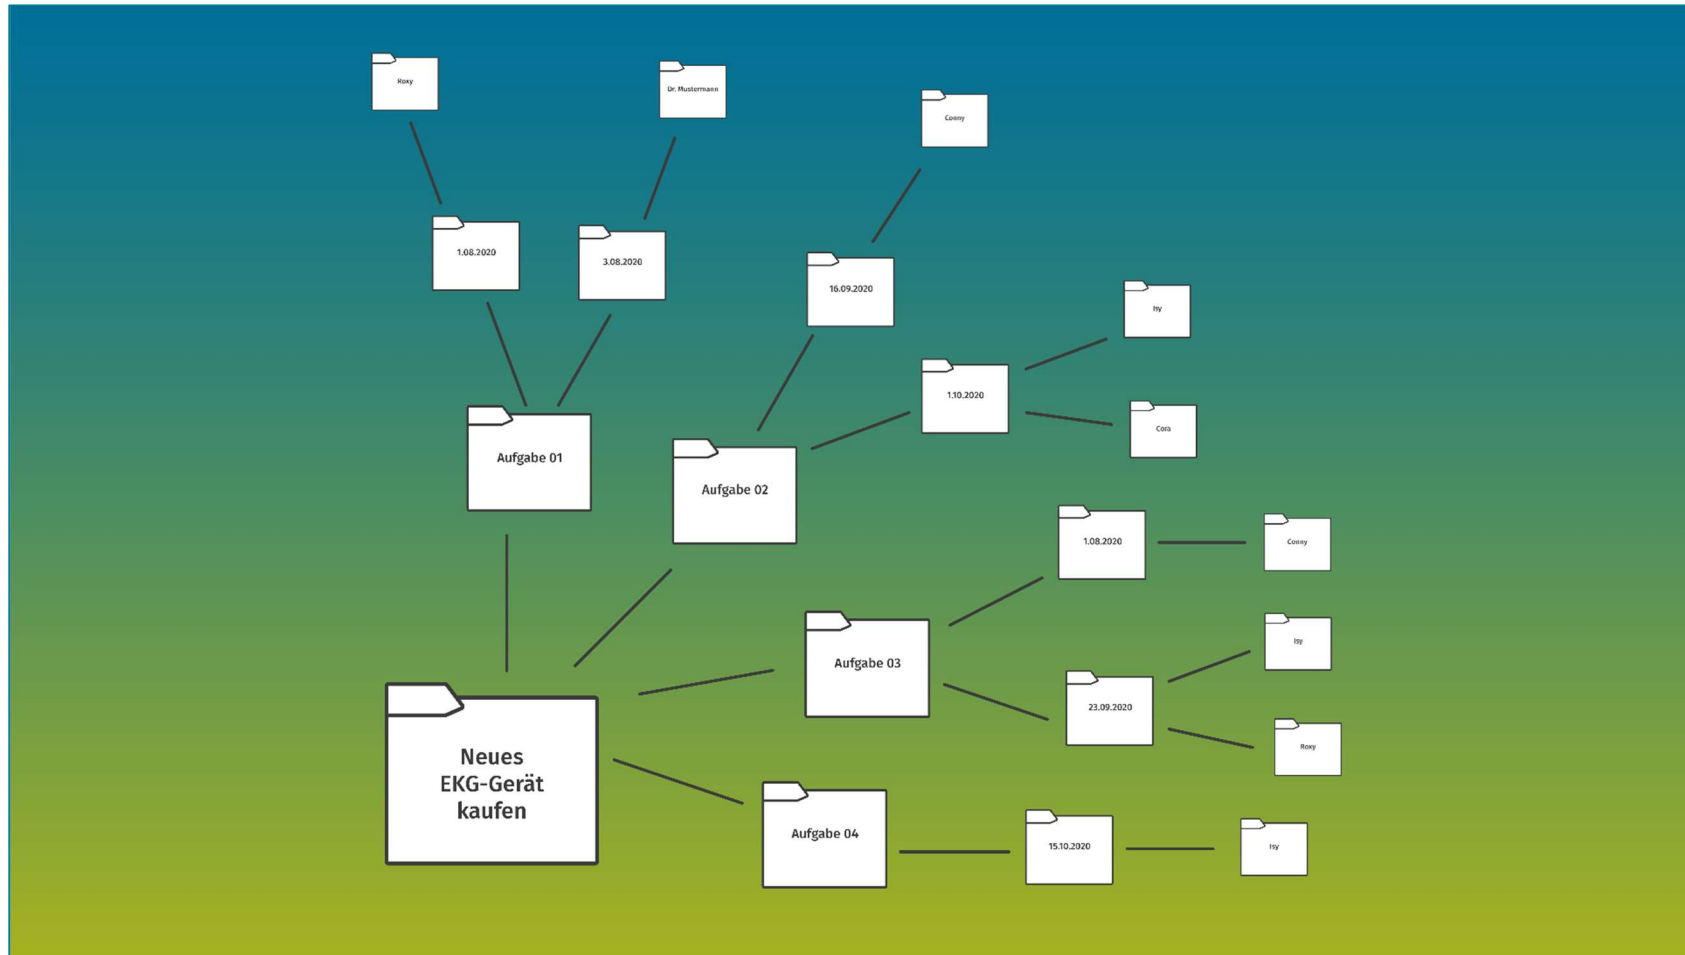 Roxy
Dr. Mustermann
Conny
1.08.2020
3.08.2020
16.09.2020
Isy
1.10.2020
Cora
Aufgabe 01
Aufgabe 02
1.08.2020
Conny
Aufgabe 03
Isy
23.09.2020
Roxy
Neues
EKG-Gerät
kaufen
Aufgabe 04
15.10.2020
Isy